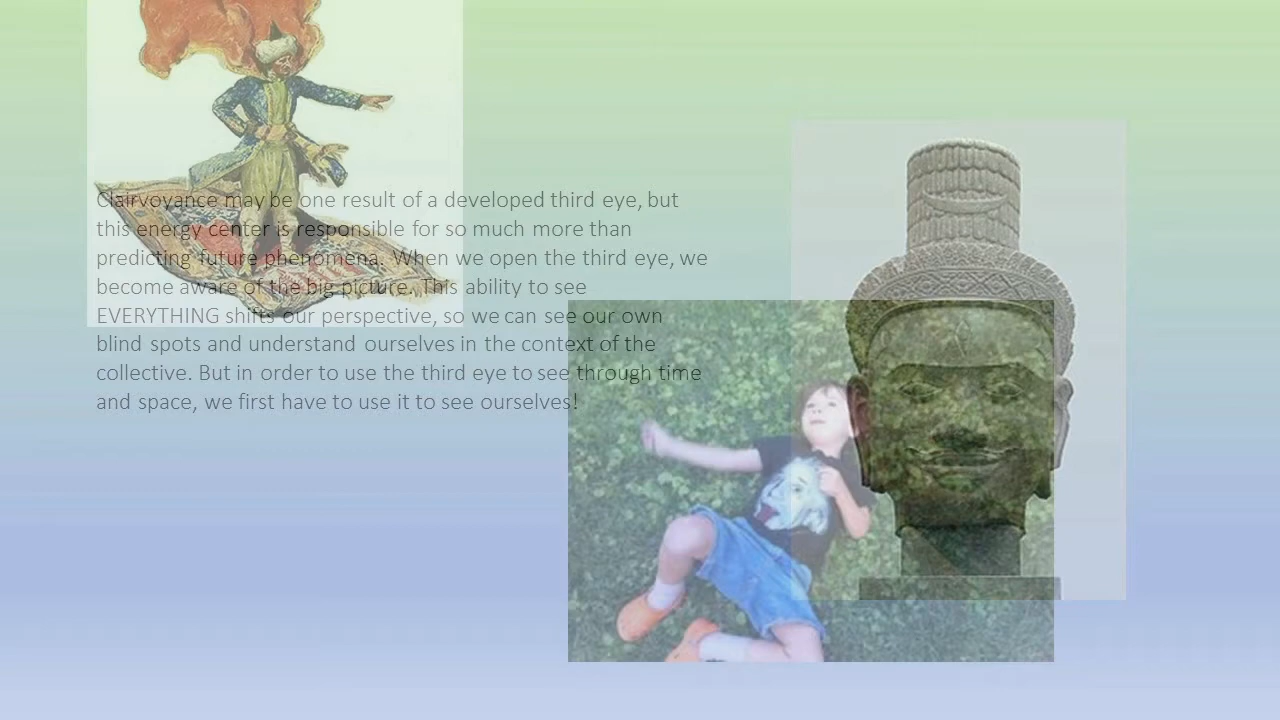 Clairvoyance may be one result of a developed third eye, but
this energy center is responsible for so much more than
predicting future phenomena. When we open the third eye, we
become aware of the big picture. This ability to see
EVERYTHING shifts our perspective, so we can see our own
blind spots and understand ourselves in the context of the
collective. But in order to use the third eye to see through time
and space, we first have to use it to see ourselves!